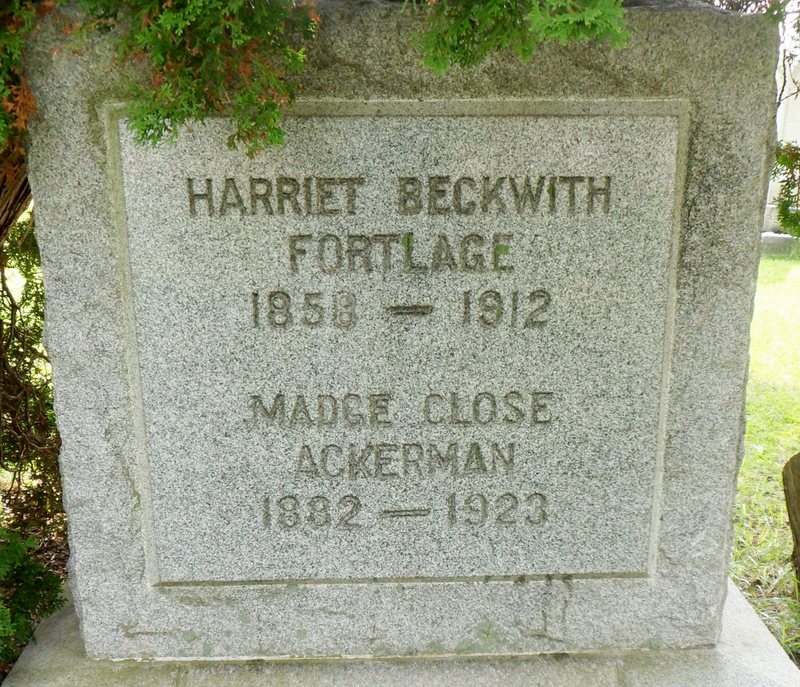 HARRIET BECKWITH
FORTLAGE
1858 — 1912
MADGE CLOSE
ACKERMAN
1882 — 1923